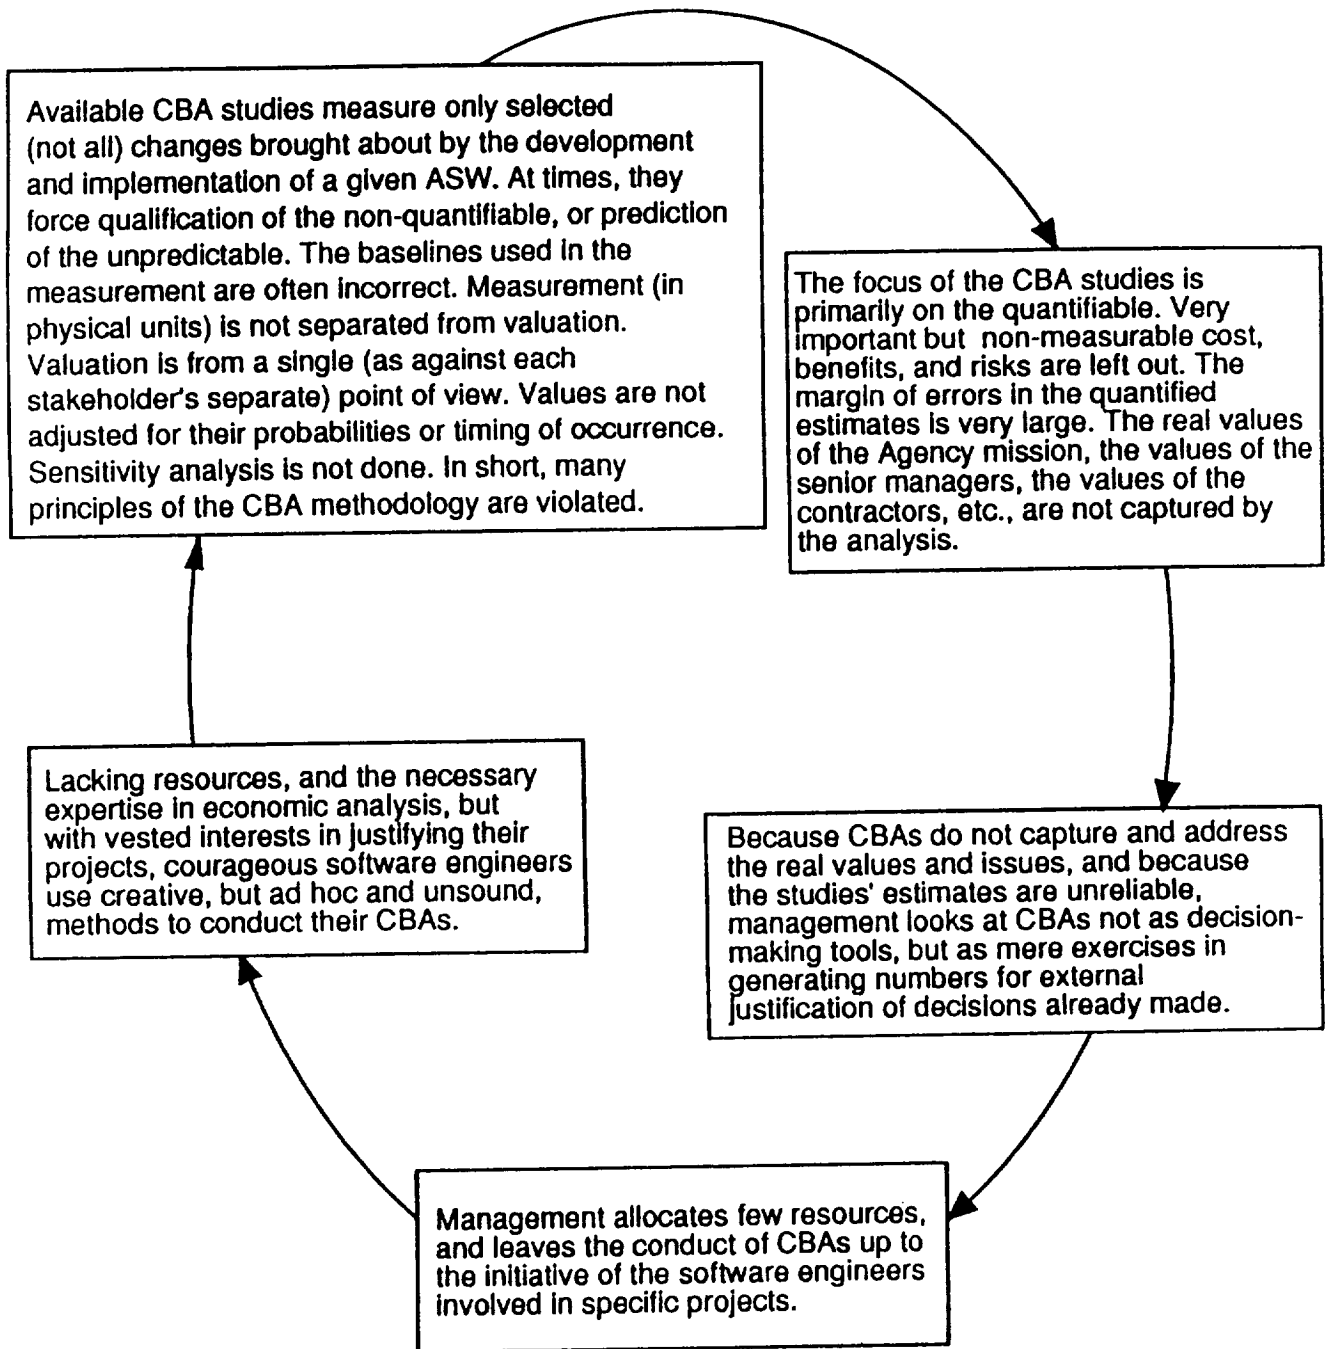 Available CBA studies measure only selected
(not all) changes brought about by the development
and implementation of a given ASW. At times, they
force qualification of the non-quantifiable, or prediction
of the unpredictable. The baselines used in the
measurement are often incorrect. Measurement (in
physical units) is not separated from valuation.
Valuation is from a single (as against each
stakeholder's separate) point of view. Values are not
adjusted for their probabilities or timing of occurrence.
Sensitivity analysis is not done. In short, many
principles of the CBA methodology are violated.
The focus of the CBA studies is
primarily on the quantifiable. Very
important but non-measurable cost,
benefits, and risks are left out. The
margin of errors in the quantified
estimates is very large. The real values
of the Agency mission, the values of the
senior managers, the values of the
contractors, etc., are not captured by
the analysis.
Because CBAs do not capture and address
the real values and issues, and because
the studies' estimates are unreliable,
management looks at CBAs not as decision-
making tools, but as mere exercises in
generating numbers for external
justification of decisions already made.
Management allocates few resources,
and leaves the conduct of CBAs up to
the initiative of the software engineers
involved in specific projects.
Lacking resources, and the necessary
expertise in economic analysis, but
with vested interests in justifying their
projects, courageous software engineers
use creative, but ad hoc and unsound,
methods to conduct their CBAs.